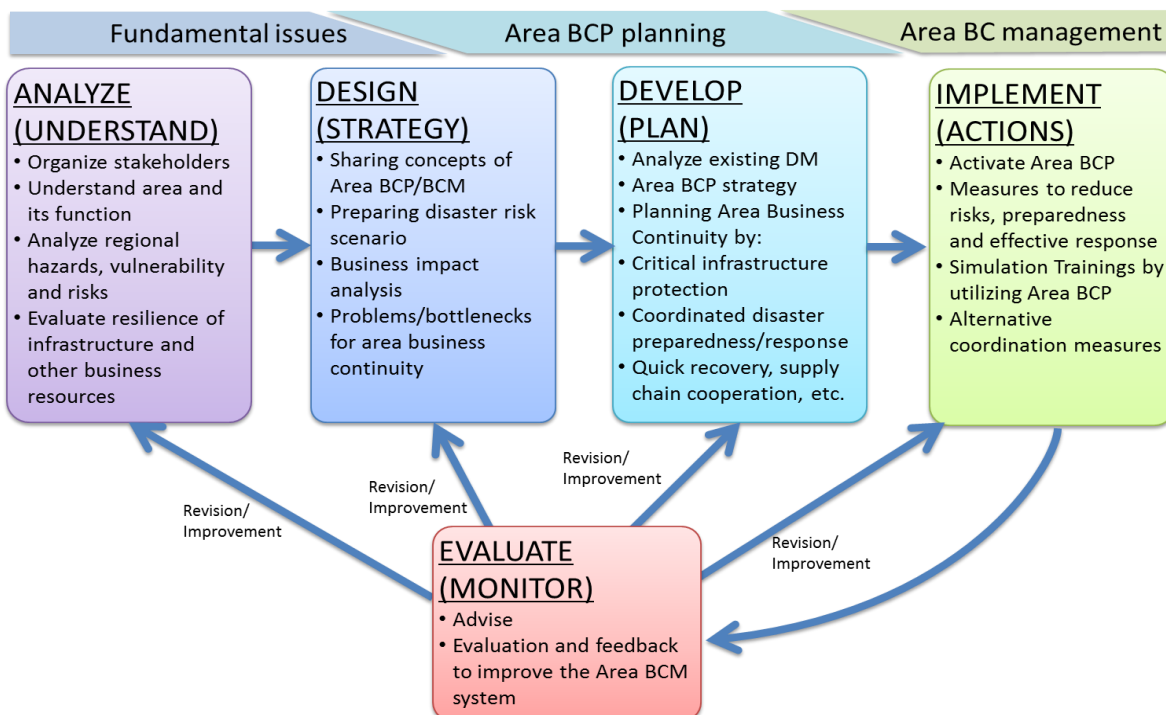 Fundamental issues
Area BCP planning
Area BC management
ANALYZE
(UNDERSTAND)
• Organize stakeholders
• Understand area and
its function
• Analyze regional
hazards, vulnerability
and risks
• Evaluate resilience of
infrastructure and
other business
resources
DESIGN
(STRATEGY)
• Sharing concepts of
Area BCP/BCM
• Preparing disaster risk
scenario
• Business impact
analysis
• Problems/bottlenecks
for area business
continuity
DEVELOP
(PLAN)
• Analyze existing DM
• Area BCP strategy
• Planning Area Business
Continuity by:
• Critical infrastructure
protection
• Coordinated disaster
preparedness/response
• Quick recovery, supply
chain cooperation, etc.
IMPLEMENT
(ACTIONS)
• Activate Area BCP
• Measures to reduce
risks, preparedness
and effective response
• Simulation Trainings by
utilizing Area BCP
• Alternative
coordination measures
Revision/
Improvement
Revision/
Improvement
Revision/
Improvement
Revision/
Improvement
EVALUATE
(MONITOR)
• Advise
• Evaluation and feedback
to improve the Area BCM
system